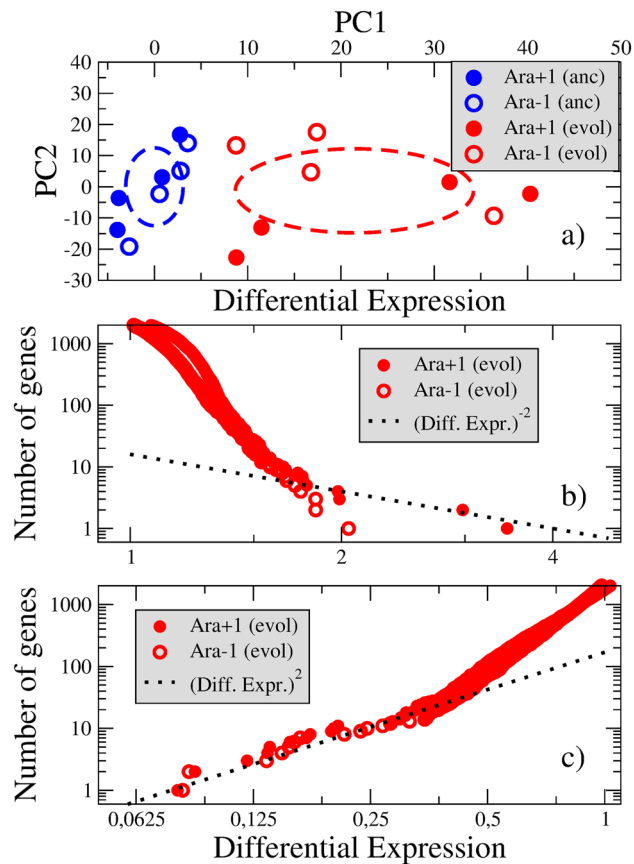 PC1
0 10 20 30 40 50
40
30
20
10
0
-10
-20
-30
PC2
Ara+1 (anc)
Ara-1 (anc)
Ara+1 (evol)
Ara-1 (evol)
a)
Differential Expression
1000
100
10
1
Number of genes
Ara+1 (evol)
Ara-1 (evol)
(Diff. Expr.)-2
b)
1 2 4
1000
100
10
1
Number of genes
Ara+1 (evol)
Ara-1 (evol)
(Diff. Expr.)2
c)
0,0625 0,125 0,25 0,5 1
Differential Expression